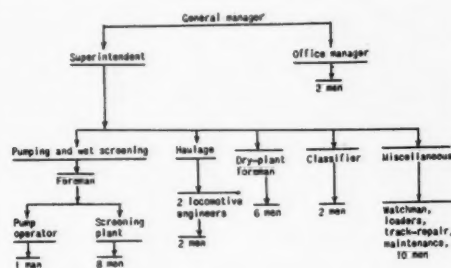 General manager
Superintendent
Office manager
2 men
Pumping and wet screening
Haulage
Dry-plant
foreman
Classifier
Miscellaneous
Foreman
2 locomotive
engineers
6 men
2 men
Watchman,
loaders,
track-repair,
maintenance,
10 men
Pump
operator
Screening
plant
2 men
1 man
8 men